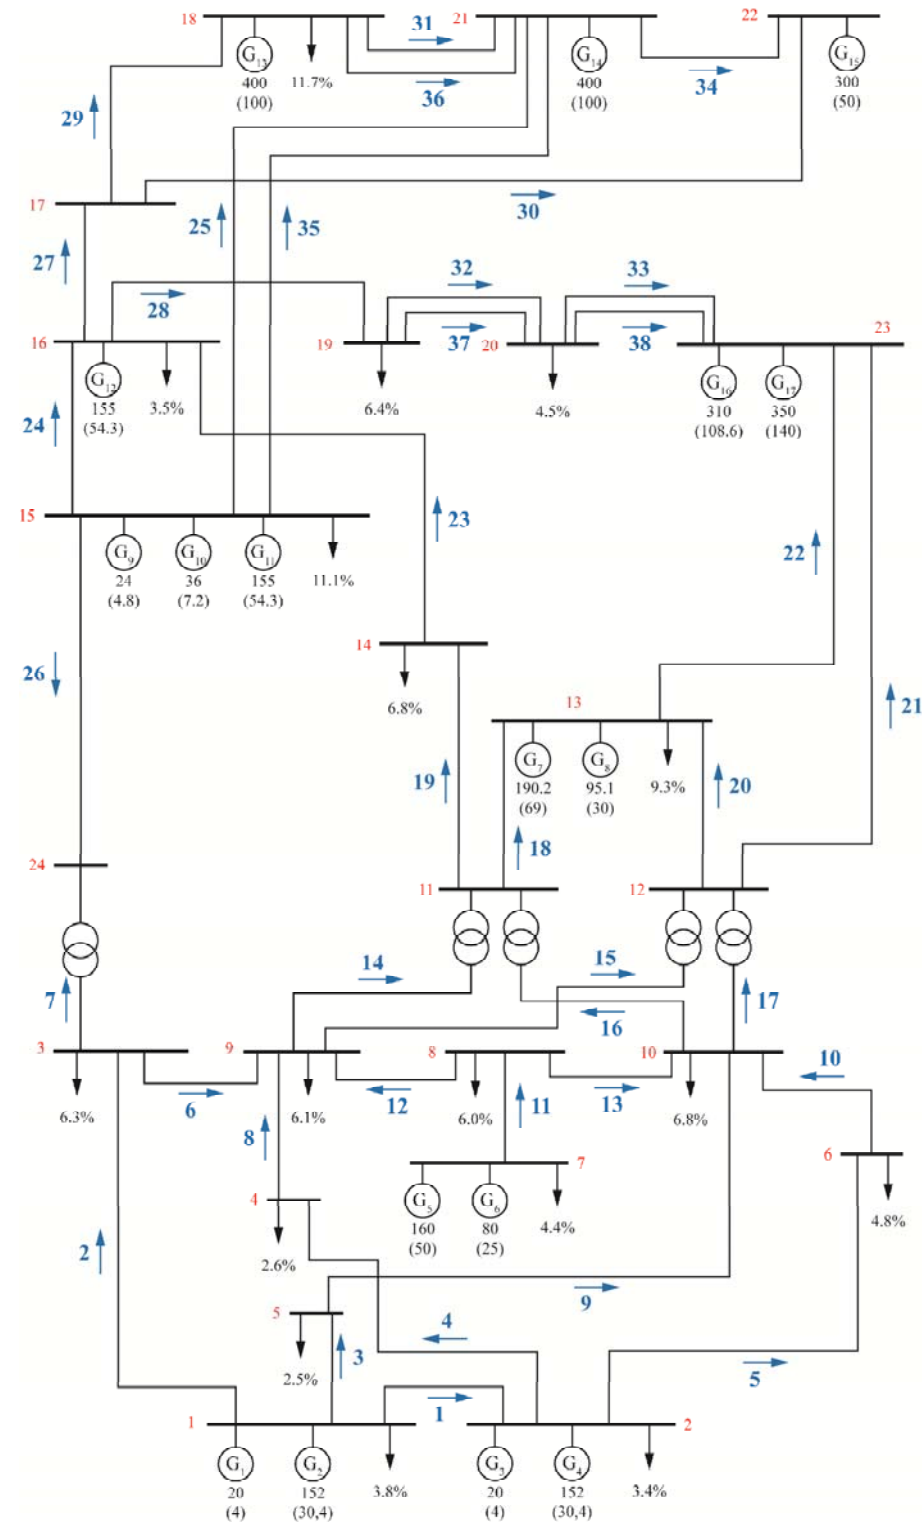 18 31 21 22
G13 G14 G15
400 11.7% 400 300
(100) 36 (100) 34 (50)
29
17 25 35 30
27 32 33
28
16 19 37 20 38 23
G12 G16 G17
155 3.5% 6.4% 4.5% 310 350
(54.3) (108.6) (140)
24
15 23
G9 G10 G11 22
24 36 155 11.1%
(4.8) (7.2) (54.3)
14
26 6.8% 13 21
G7 G8
19 190.2 95.1 9.3% 20
(69) (30)
18
24 11 12
14 15
7 16 17
3 9 8 10 10
6 12 13
6.3% 6.1% 6.0% 11 6.8%
8 7 6
4 G5 G6
160 80 4.4% 4.8%
(50) (25)
2 2.6%
9
5 4
2.5% 3 5
1 1 2
G1 G2 G3 G4
20 152 3.8% 20 152 3.4%
(4) (30,4) (4) (30,4)